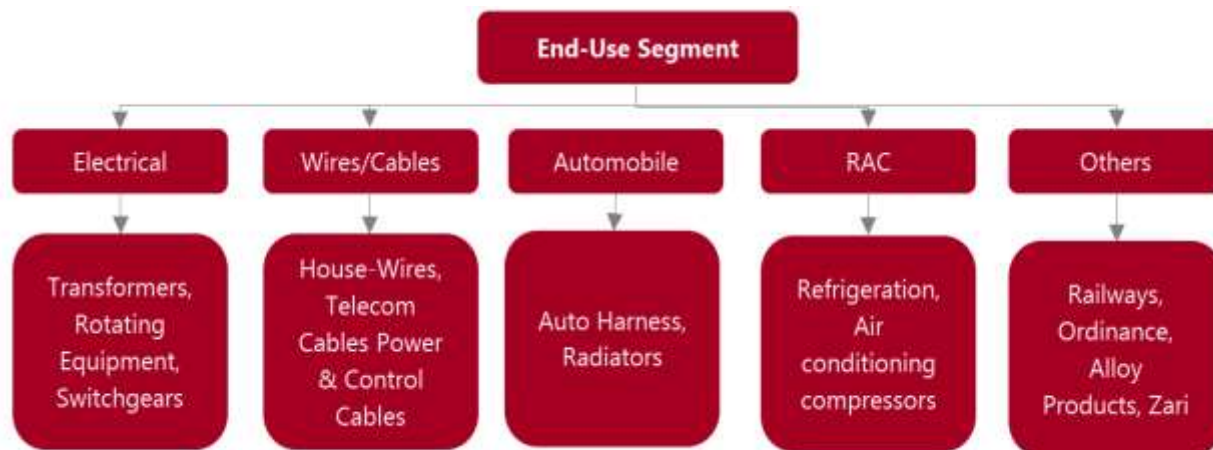 End-Use Segment
Electrical
Wires/Cables
Automobile
RAC
Others
Transformers,
Rotating
Equipment,
Switchgears
House-Wires,
Telecom
Cables Power
& Control
Cables
Auto Harness,
Radiators
Refrigeration,
Air
conditioning
compressors
Railways,
Ordinance,
Alloy
Products, Zari